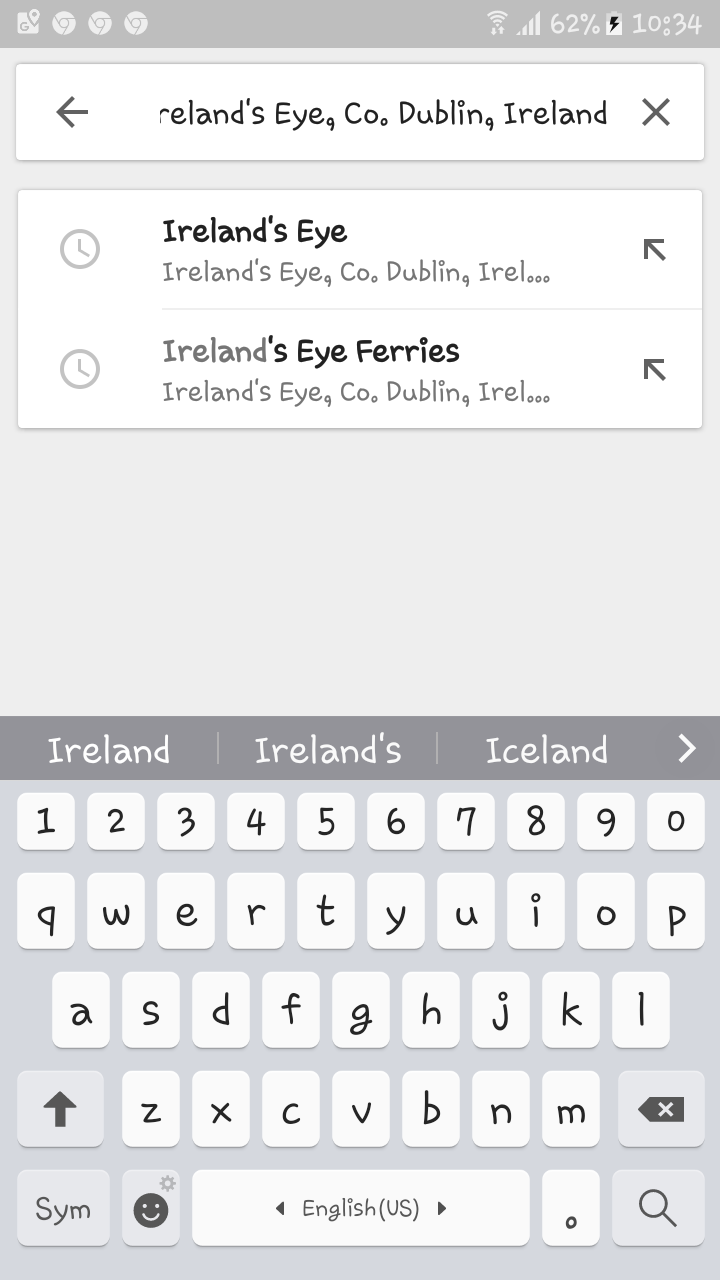 62% 10:34
reland's Eye, Co. Dublin, Ireland
Ireland's Eye
Ireland's Eye, Co. Dublin, Irel...
Ireland's Eye Ferries
Ireland's Eye, Co. Dublin, Irel...
Ireland Ireland's Iceland
1 2 3 4 5 6 7 8 9 0
q w e r t y u i o p
a s d f g h j k l
z x c v b n m
Sym English(US) .